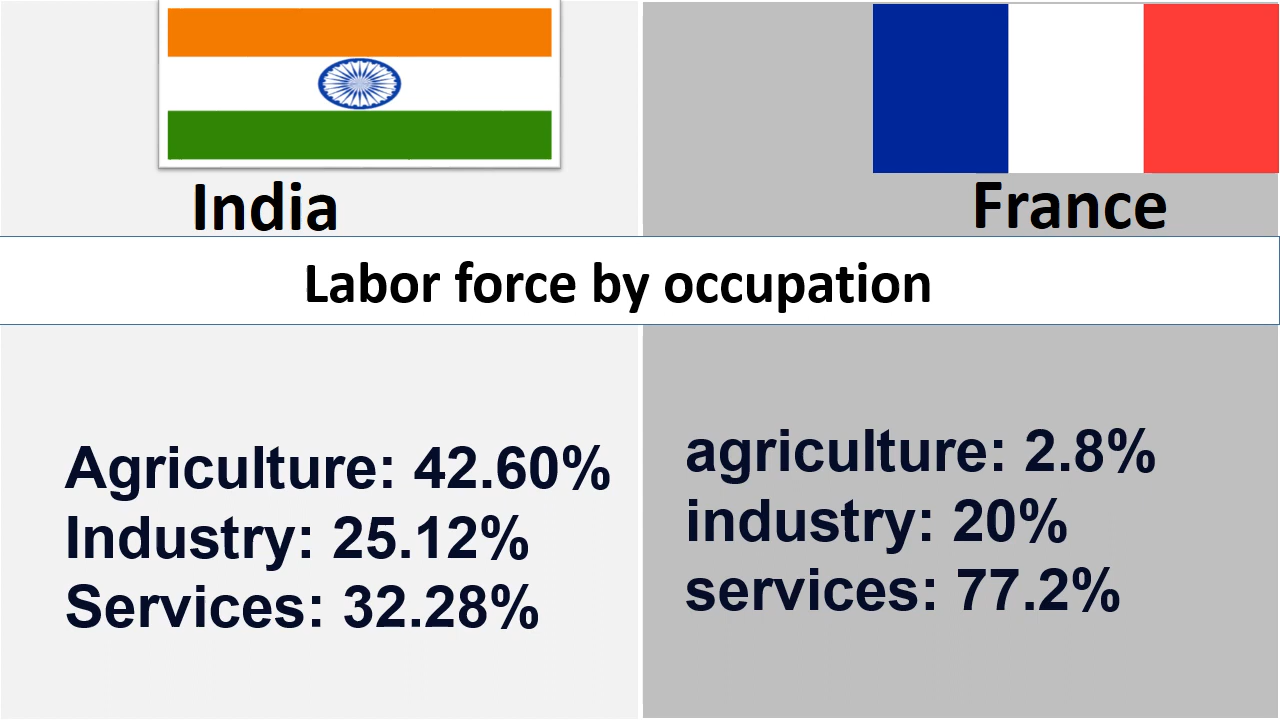 India
France
Labor force by occupation
Agriculture: 42.60%
Industry: 25.12%
Services: 32.28%
agriculture: 2.8%
industry: 20%
services: 77.2%